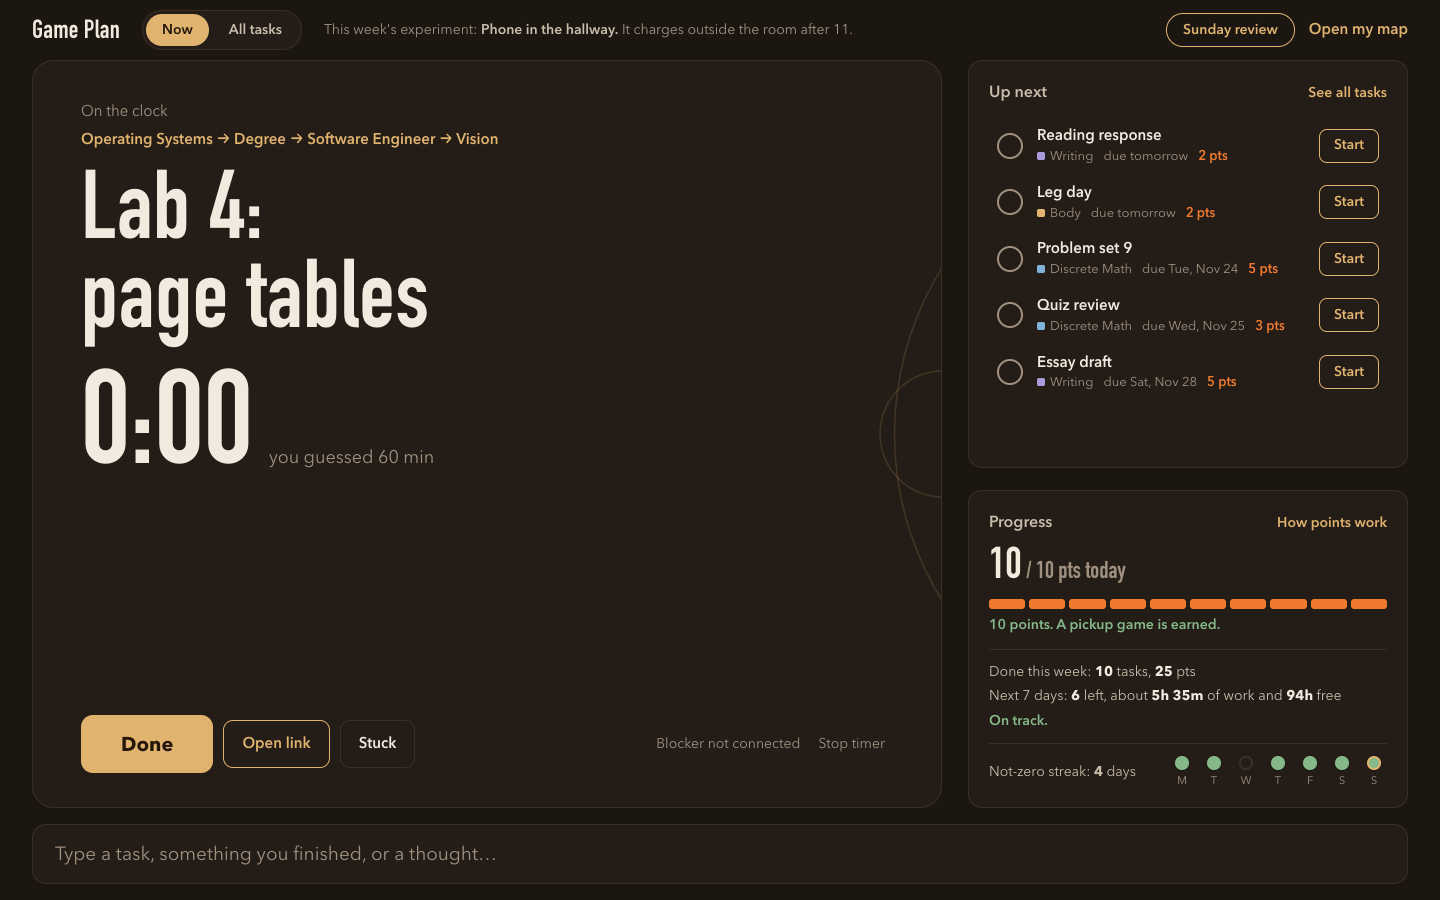 Game Plan
Now
All tasks
This week's experiment: Phone in the hallway. It charges outside the room after 11.
Sunday review
Open my map
On the clock
Operating Systems → Degree → Software Engineer → Vision
Lab 4:
page tables
0:00 you guessed 60 min
Done
Open link
Stuck
Blocker not connected
Stop timer
Up next
See all tasks
Reading response
Writing due tomorrow 2 pts
Start
Leg day
Body due tomorrow 2 pts
Start
Problem set 9
Discrete Math due Tue, Nov 24 5 pts
Start
Quiz review
Discrete Math due Wed, Nov 25 3 pts
Start
Essay draft
Writing due Sat, Nov 28 5 pts
Start
Progress
How points work
10 / 10 pts today
10 points. A pickup game is earned.
Done this week: 10 tasks, 25 pts
Next 7 days: 6 left, about 5h 35m of work and 94h free
On track.
Not-zero streak: 4 days
M T W T F S S
Type a task, something you finished, or a thought…